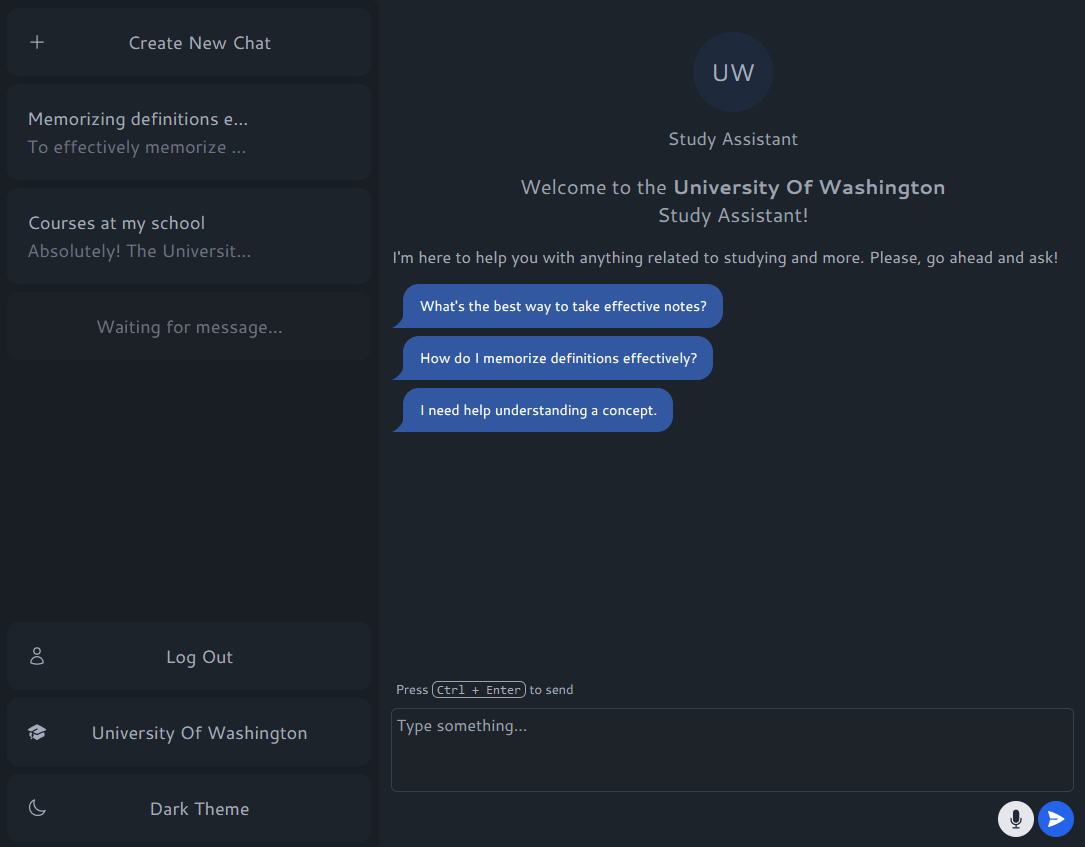 Create New Chat
Memorizing definitions e...
To effectively memorize ...
Courses at my school
Absolutely! The Universit...
Waiting for message...
Log Out
University Of Washington
Dark Theme
UW
Study Assistant
Welcome to the University Of Washington
Study Assistant!
I'm here to help you with anything related to studying and more. Please, go ahead and ask!
What's the best way to take effective notes?
How do I memorize definitions effectively?
I need help understanding a concept.
Press Ctrl + Enter to send
Type something...